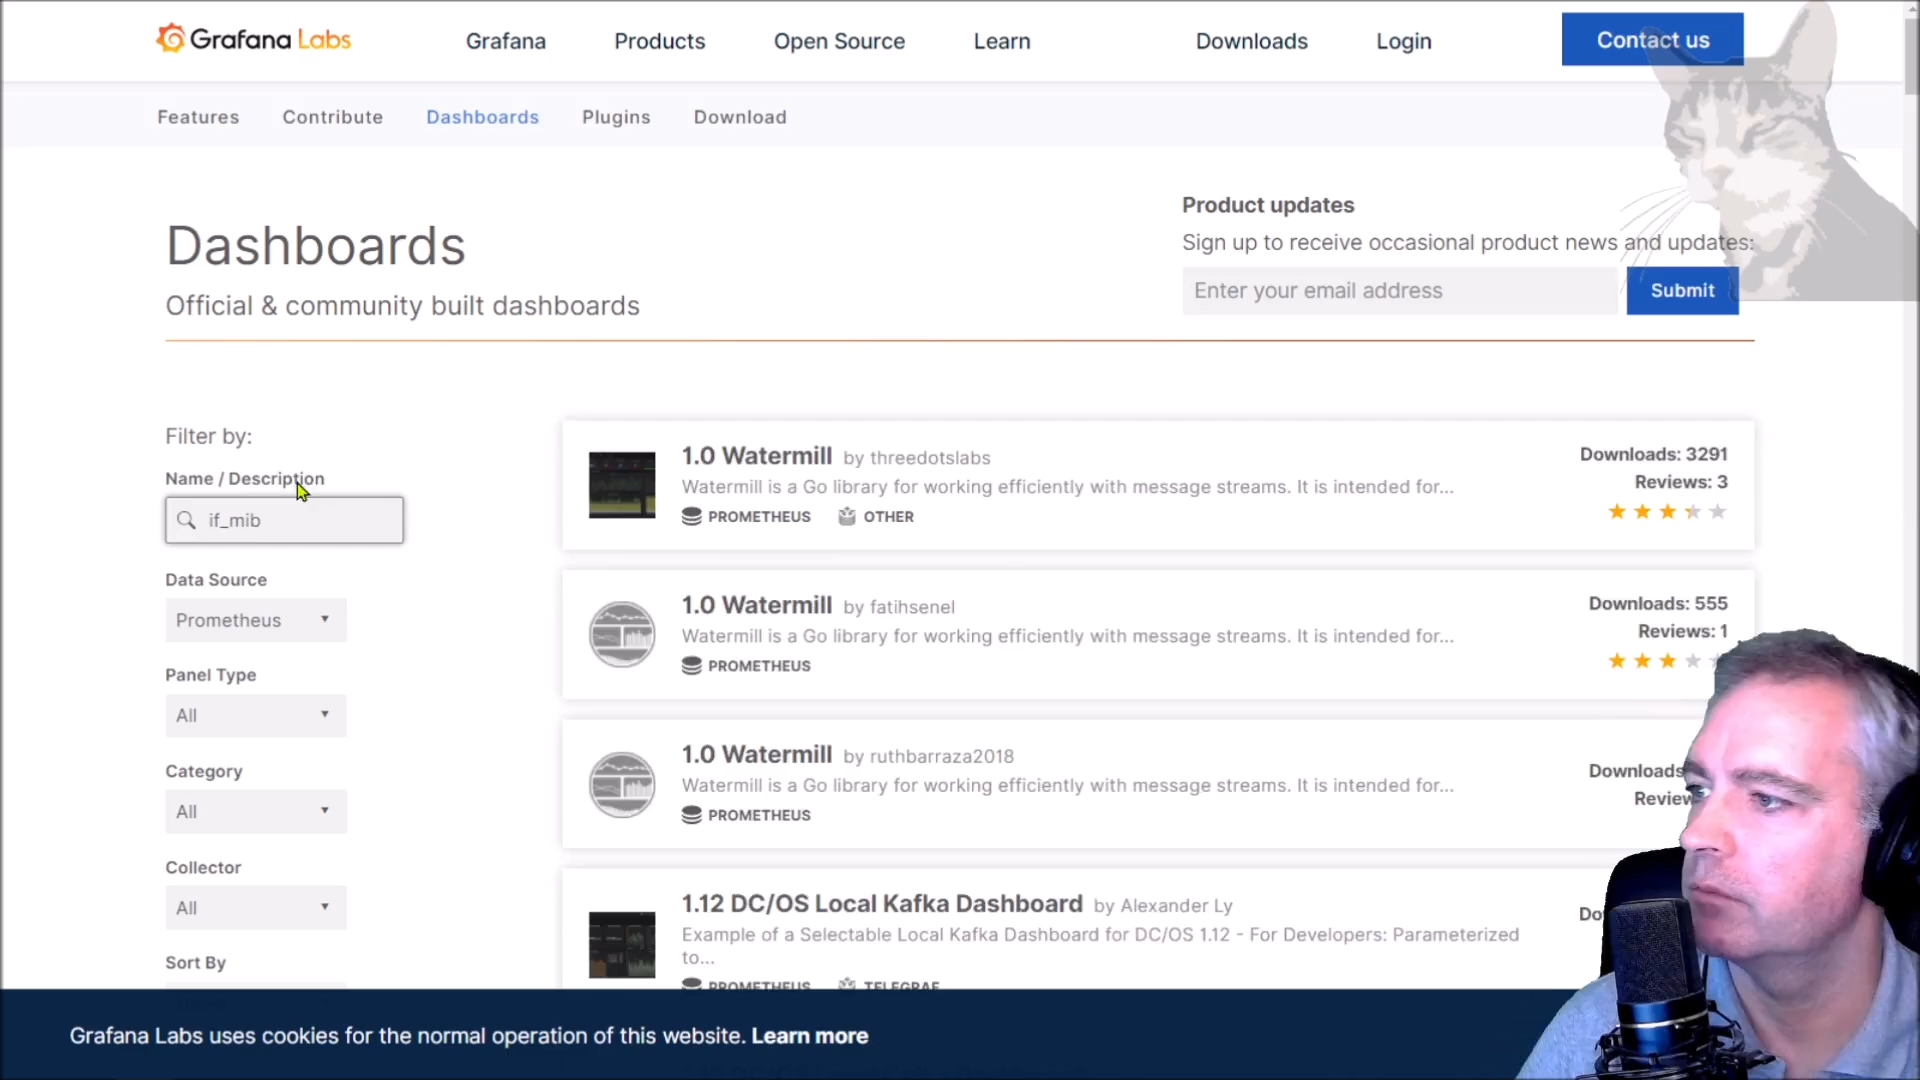 Grafana Labs
Grafana Products Open Source Learn Downloads Login Contact us
Features Contribute Dashboards Plugins Download
Product updates
Sign up to receive occasional product news and updates:
Enter your email address Submit
Dashboards
Official & community built dashboards
Filter by:
Name / Description
if_mib
Data Source
Prometheus
Panel Type
All
Category
All
Collector
All
Sort By
1.0 Watermill by threedotslabs
Watermill is a Go library for working efficiently with message streams. It is intended for...
PROMETHEUS OTHER
Downloads: 3291
Reviews: 3
1.0 Watermill by fatihsenel
Watermill is a Go library for working efficiently with message streams. It is intended for...
PROMETHEUS
Downloads: 555
Reviews: 1
1.0 Watermill by ruthbarraza2018
Watermill is a Go library for working efficiently with message streams. It is intended for...
PROMETHEUS
Downloads
Review
1.12 DC/OS Local Kafka Dashboard by Alexander Ly
Example of a Selectable Local Kafka Dashboard for DC/OS 1.12 - For Developers: Parameterized
to...
PROMETHEUS TELEGRAF
Grafana Labs uses cookies for the normal operation of this website. Learn more